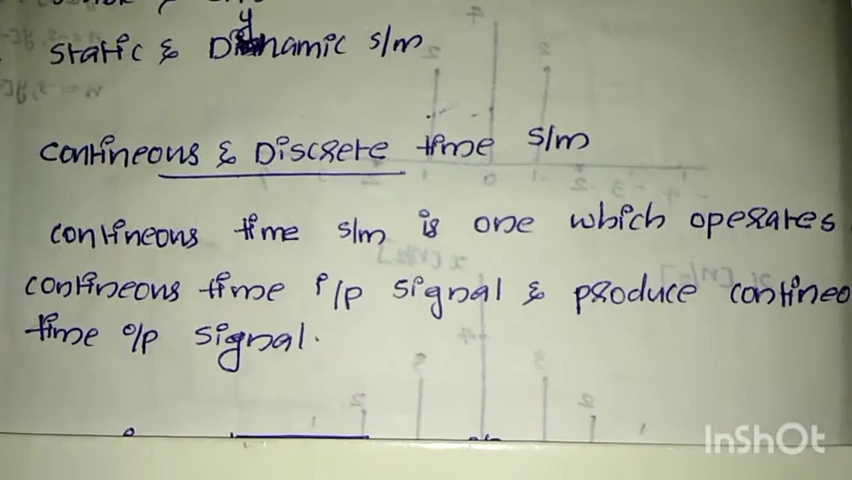 Static & Dynamic s/m
Contineous & Discrete time s/m
Contineous time s/m is one which operates
contineous time i/p signal & produce contineo
time o/p signal.
InShOt